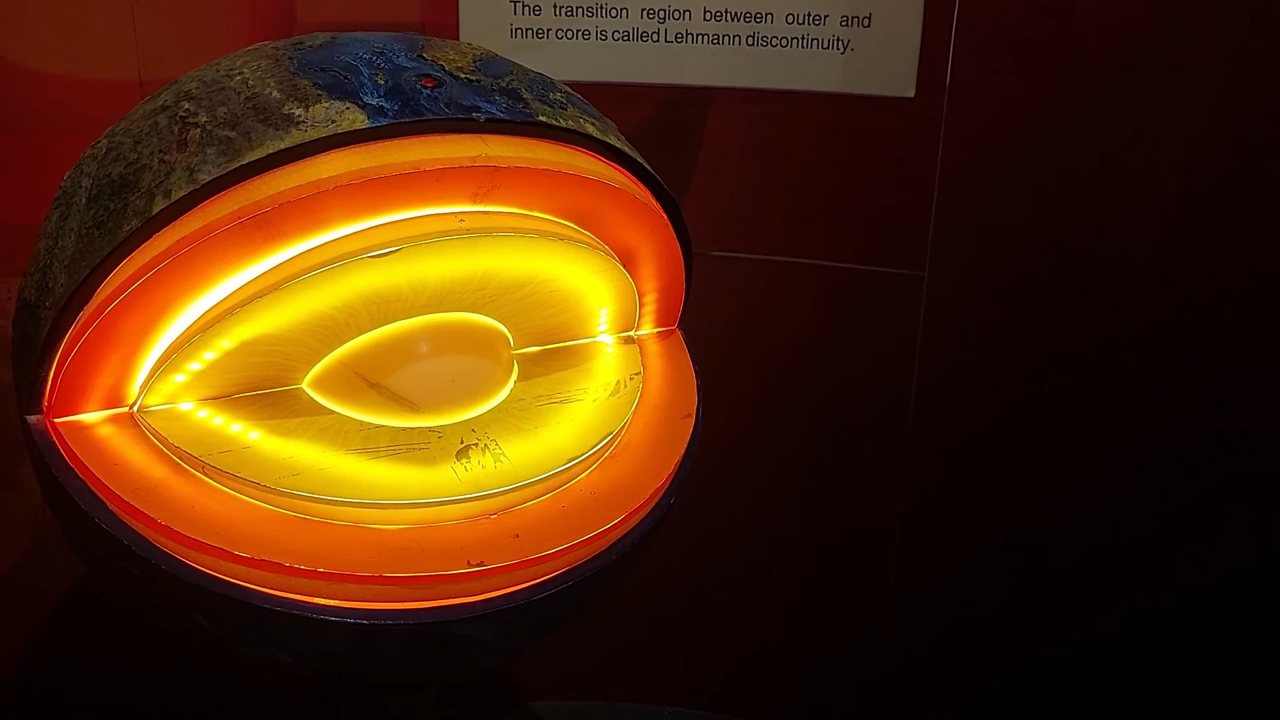 The transition region between outer and
inner core is called Lehmann discontinuity.